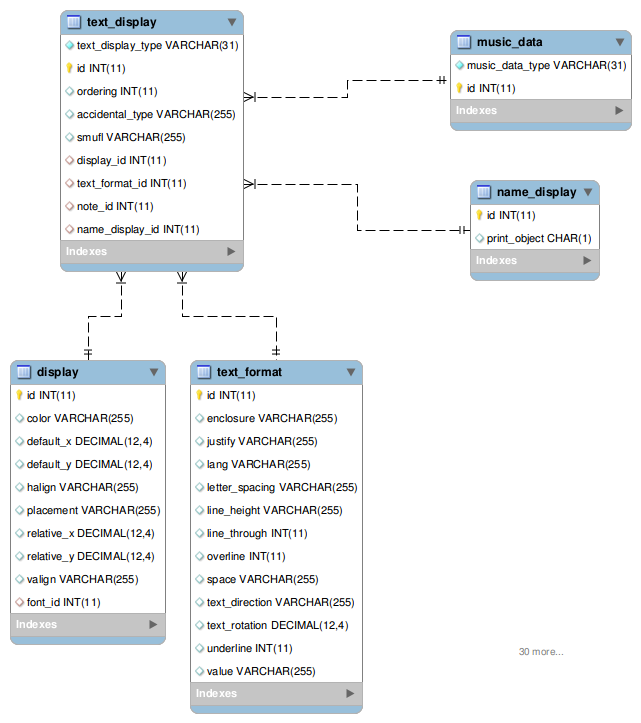 text_display
text_display_type VARCHAR(31)
id INT(11)
ordering INT(11)
accidental_type VARCHAR(255)
smufl VARCHAR(255)
display_id INT(11)
text_format_id INT(11)
note_id INT(11)
name_display_id INT(11)
Indexes
music_data
music_data_type VARCHAR(31)
id INT(11)
Indexes
name_display
id INT(11)
print_object CHAR(1)
Indexes
display
id INT(11)
color VARCHAR(255)
default_x DECIMAL(12,4)
default_y DECIMAL(12,4)
halign VARCHAR(255)
placement VARCHAR(255)
relative_x DECIMAL(12,4)
relative_y DECIMAL(12,4)
valign VARCHAR(255)
font_id INT(11)
Indexes
text_format
id INT(11)
enclosure VARCHAR(255)
justify VARCHAR(255)
lang VARCHAR(255)
letter_spacing VARCHAR(255)
line_height VARCHAR(255)
line_through INT(11)
overline INT(11)
space VARCHAR(255)
text_direction VARCHAR(255)
text_rotation DECIMAL(12,4)
underline INT(11)
value VARCHAR(255)
Indexes
30 more...